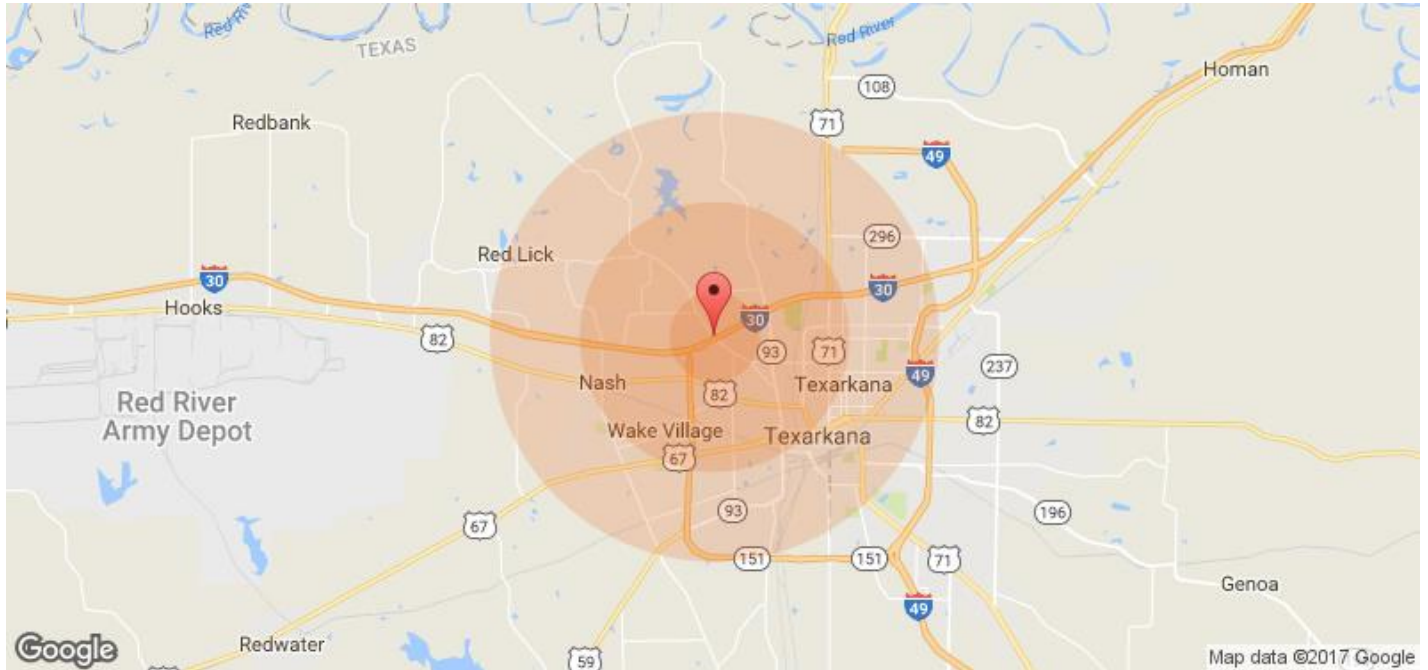 Red Riv
Red River
TEXAS
Homan
108
Redbank
71
49
296
Red Lick
30
30
Hooks
30
82
93
71
237
Nash
Texarkana
49
82
Red River
Army Depot
82
Wake Village
Texarkana
67
93
196
67
151
151
71
Genoa
49
Redwater
59
Google
Map data ©2017 Google